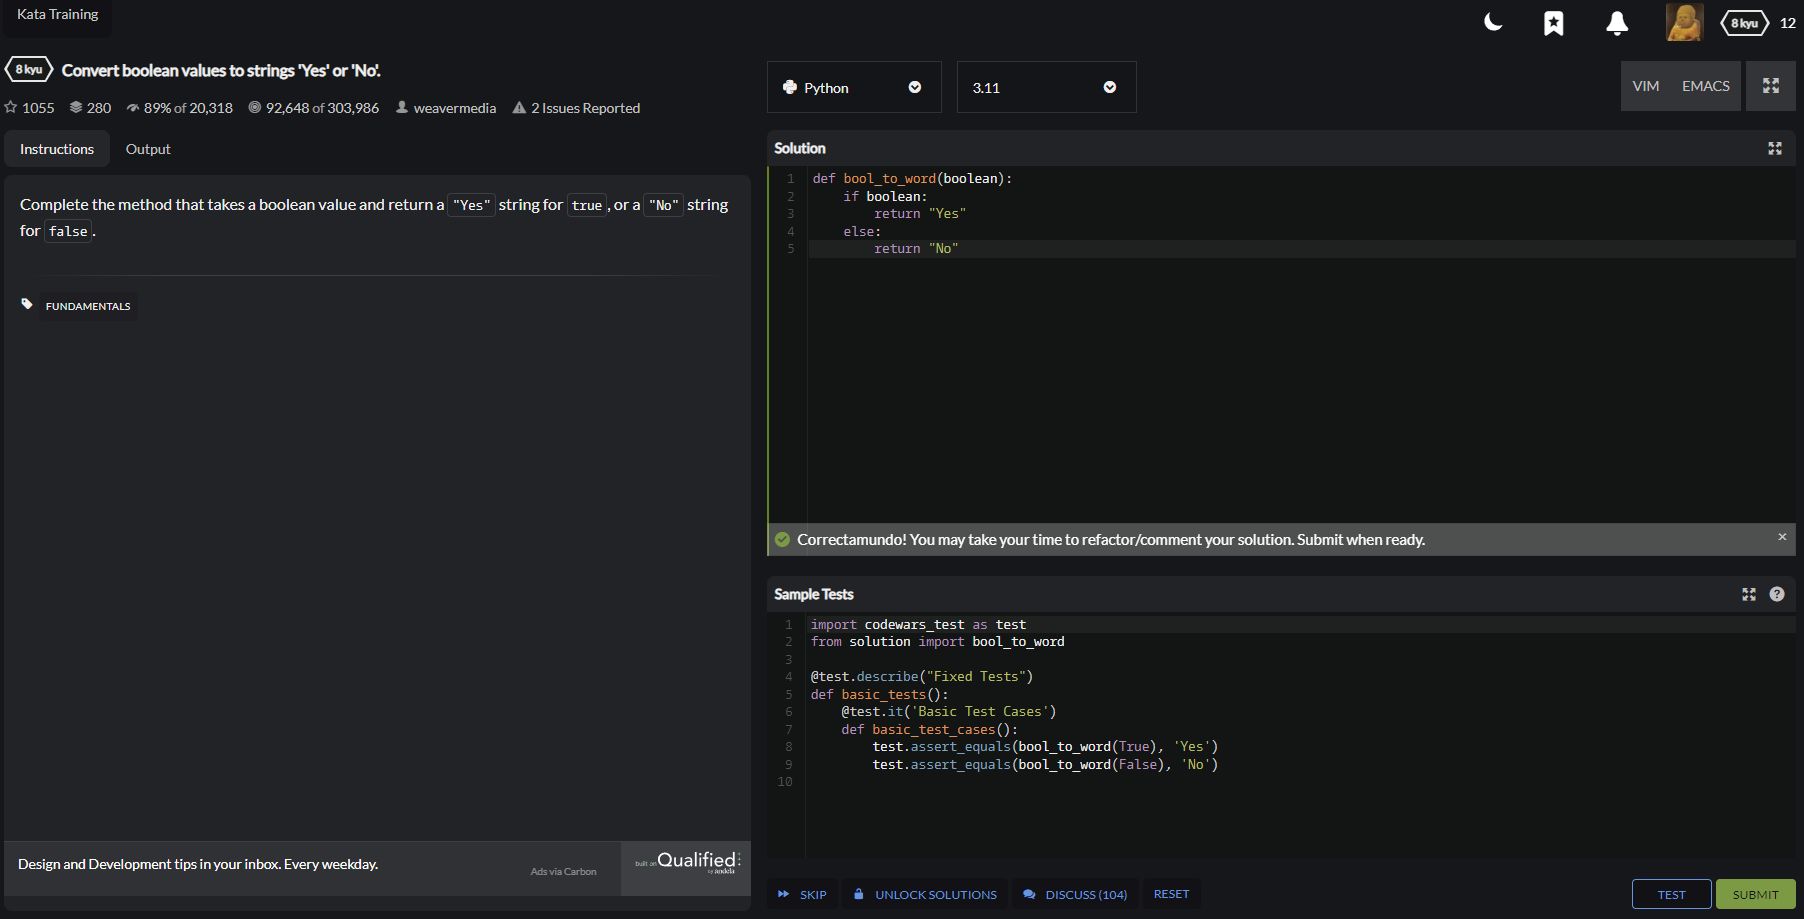 Kata Training
8 kyu 12
8 kyu Convert boolean values to strings 'Yes' or 'No'.
1055 280 89% of 20,318 92,648 of 303,986 weavermedia 2 Issues Reported
Instructions Output
Complete the method that takes a boolean value and return a "Yes" string for true, or a "No" string
for false.
FUNDAMENTALS
Design and Development tips in your inbox. Every weekday.
Ads via Carbon
built on Qualified
by andela
Python 3.11 VIM EMACS
Solution
1 def bool_to_word(boolean):
2     if boolean:
3         return "Yes"
4     else:
5         return "No"
Correctamundo! You may take your time to refactor/comment your solution. Submit when ready. ×
Sample Tests ?
1 import codewars_test as test
2 from solution import bool_to_word
3
4 @test.describe("Fixed Tests")
5 def basic_tests():
6     @test.it('Basic Test Cases')
7     def basic_test_cases():
8         test.assert_equals(bool_to_word(True), 'Yes')
9         test.assert_equals(bool_to_word(False), 'No')
10
SKIP UNLOCK SOLUTIONS DISCUSS (104) RESET TEST SUBMIT